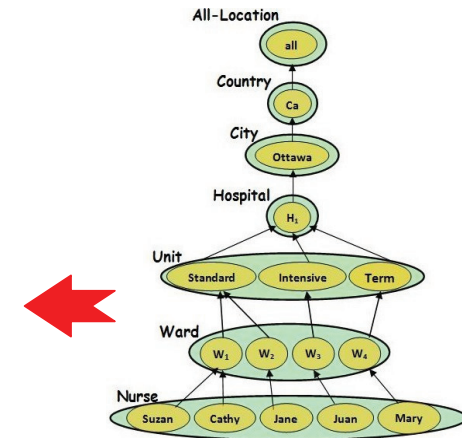 All-Location
all
Country
Ca
City
Ottawa
Hospital
H₁
Unit
Standard Intensive Term
Ward
W₁ W₂ W₃ W₄
Nurse
Suzan Cathy Jane Juan Mary